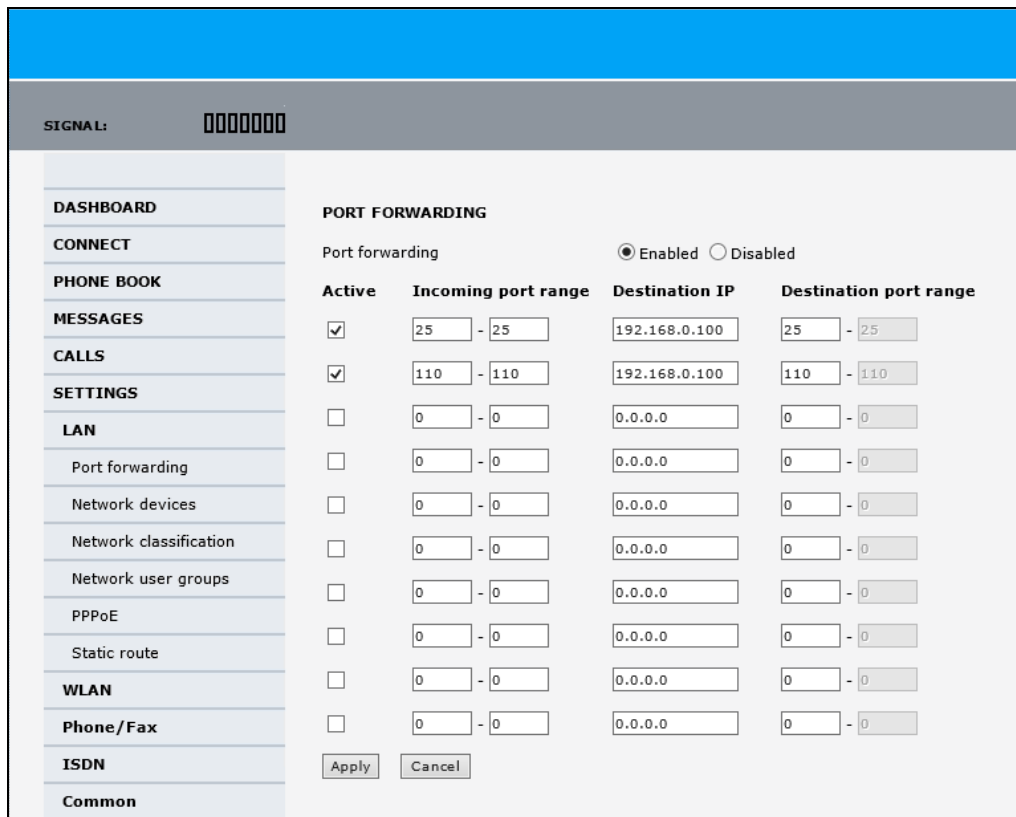 SIGNAL:
DASHBOARD
CONNECT
PHONE BOOK
MESSAGES
CALLS
SETTINGS
LAN
Port forwarding
Network devices
Network classification
Network user groups
PPPoE
Static route
WLAN
Phone/Fax
ISDN
Common
PORT FORWARDING
Port forwarding Enabled Disabled
Active Incoming port range Destination IP Destination port range
25 - 25 192.168.0.100 25 - 25
110 - 110 192.168.0.100 110 - 110
0 - 0 0.0.0.0 0 - 0
0 - 0 0.0.0.0 0 - 0
0 - 0 0.0.0.0 0 - 0
0 - 0 0.0.0.0 0 - 0
0 - 0 0.0.0.0 0 - 0
0 - 0 0.0.0.0 0 - 0
0 - 0 0.0.0.0 0 - 0
0 - 0 0.0.0.0 0 - 0
Apply Cancel